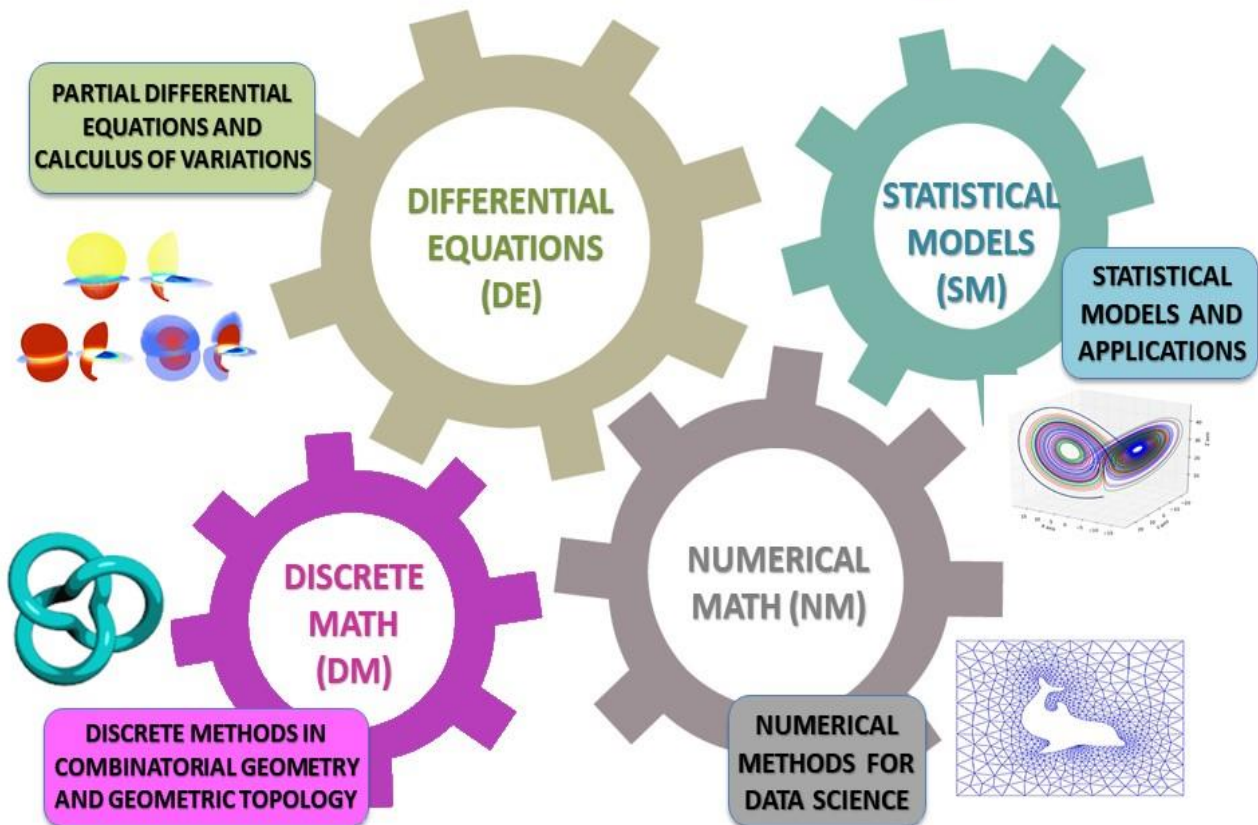 PARTIAL DIFFERENTIAL
EQUATIONS AND
CALCULUS OF VARIATIONS
DIFFERENTIAL
EQUATIONS
(DE)
STATISTICAL
MODELS
(SM)
STATISTICAL
MODELS AND
APPLICATIONS
DISCRETE
MATH
(DM)
NUMERICAL
MATH (NM)
DISCRETE METHODS IN
COMBINATORIAL GEOMETRY
AND GEOMETRIC TOPOLOGY
NUMERICAL
METHODS FOR
DATA SCIENCE